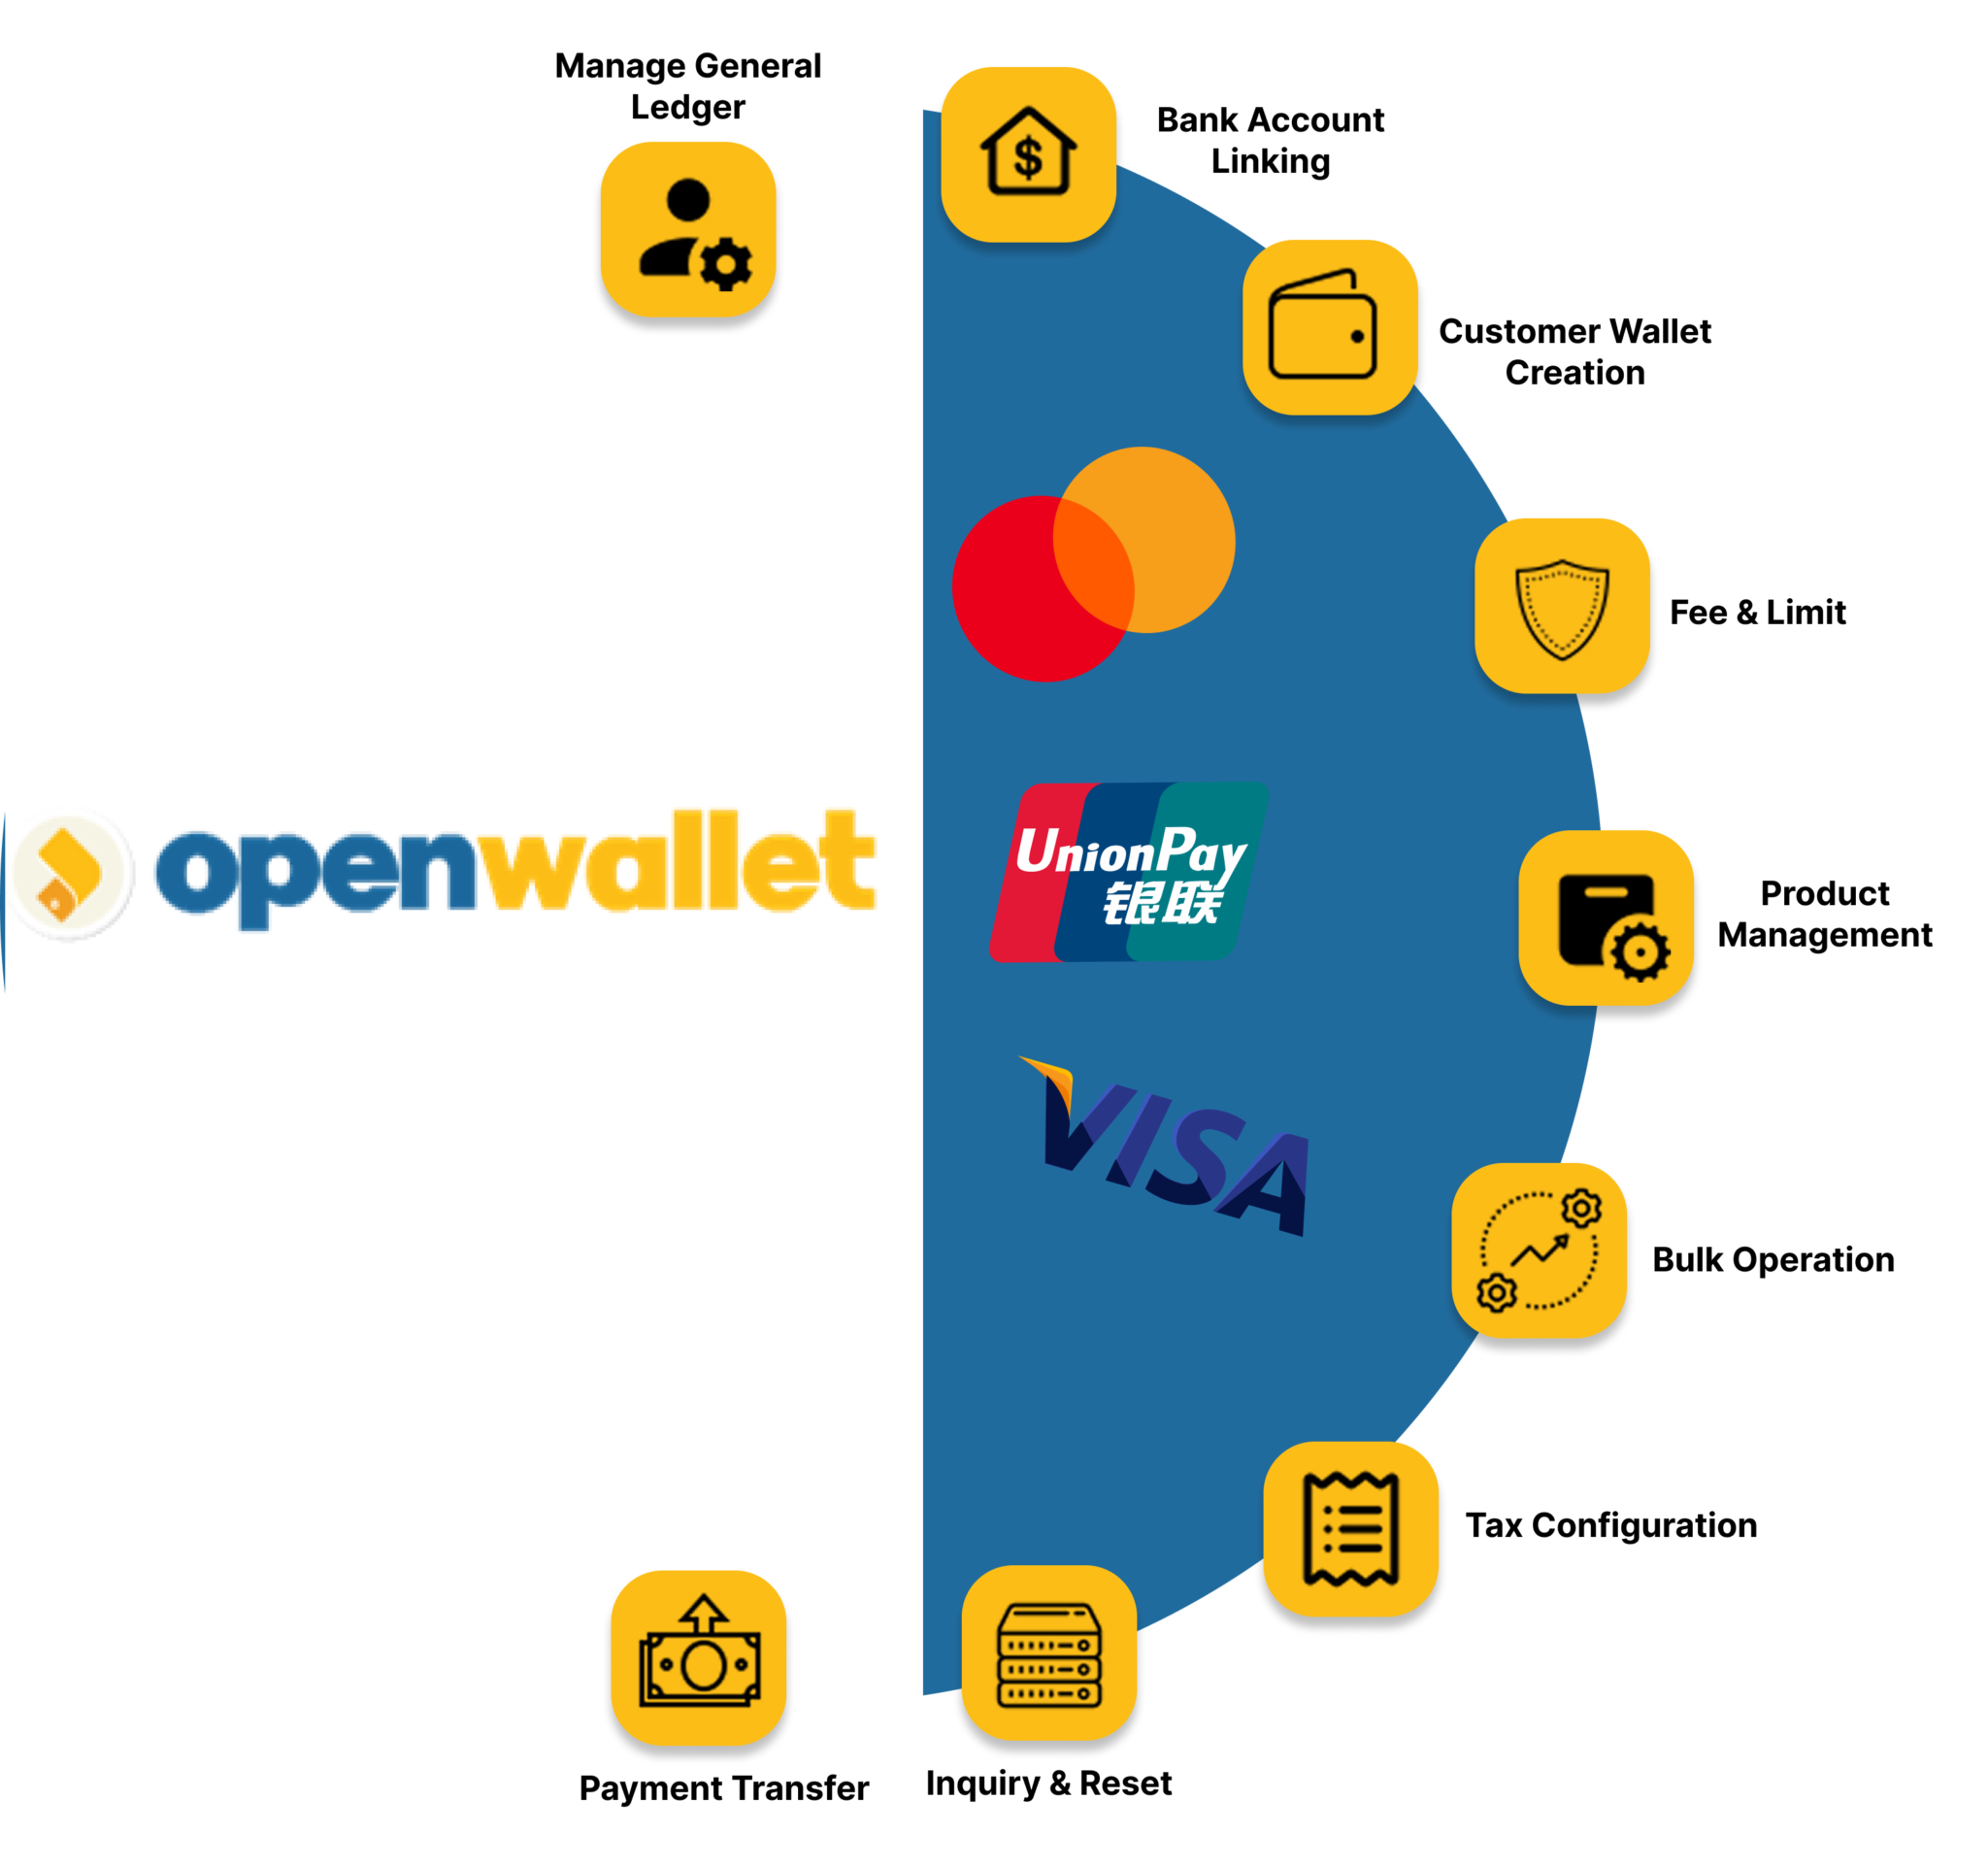 Manage General
Ledger
Bank Account
Linking
Customer Wallet
Creation
Fee & Limit
openwallet
UnionPay
银联
Product
Management
VISA
Bulk Operation
Tax Configuration
Payment Transfer
Inquiry & Reset